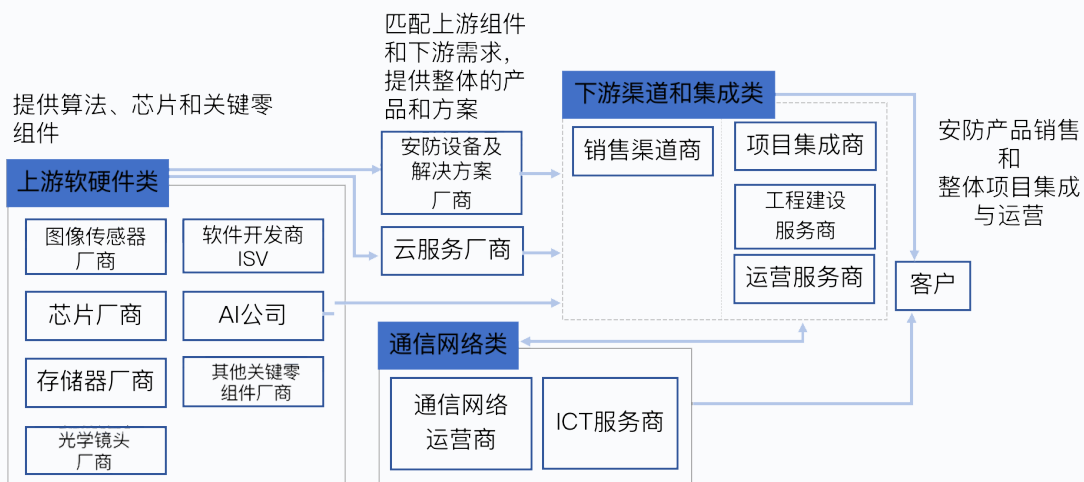 提供算法、芯片和关键零
组件
上游软硬件类
图像传感器
厂商
软件开发商
ISV
芯片厂商
AI公司
存储器厂商
其他关键零
组件厂商
光学镜头
厂商
匹配上游组件
和下游需求,
提供整体的产
品和方案
安防设备及
解决方案
厂商
云服务厂商
下游渠道和集成类
销售渠道商
项目集成商
工程建设
服务商
运营服务商
通信网络类
通信网络
运营商
ICT服务商
安防产品销售
和
整体项目集成
与运营
客户